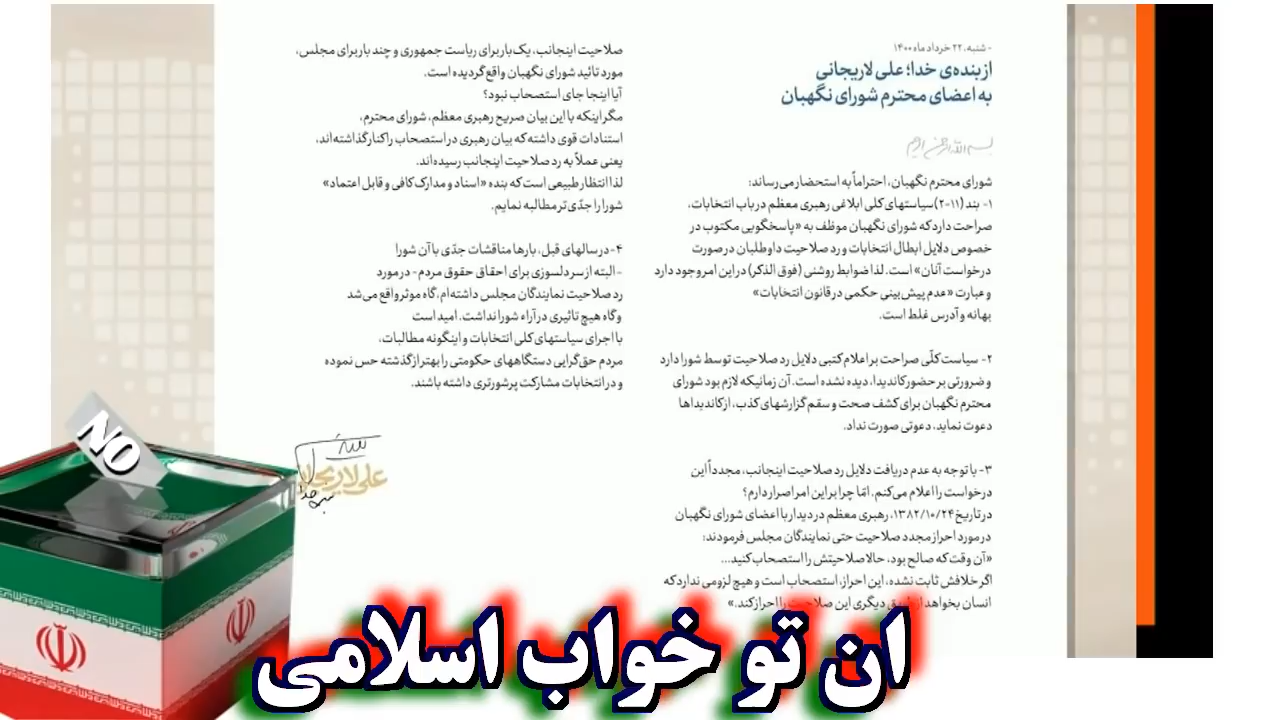 شنبه، ۲۲ خرداد ماه ۱۴۰۰
از بنده‌ی خدا؛ علی لاریجانی
به اعضای محترم شورای نگهبان
بسم الله الرحمن الرحیم
شورای محترم نگهبان، احتراماً به استحضار می‌رساند:
۱- بند (۱۱-۲) سیاستهای کلی ابلاغی رهبری معظم در باب انتخابات،
صراحت دارد که شورای نگهبان موظف به «پاسخگویی مکتوب در
خصوص دلایل ابطال انتخابات و رد صلاحیت داوطلبان در صورت
درخواست آنان» است. لذا ضوابط روشنی (فوق الذکر) در این امر وجود دارد
و عبارت «عدم پیش‌بینی حکمی در قانون انتخابات»
بهانه و آدرس غلط است.
۲- سیاست کلّی صراحت بر اعلام کتبی دلایل رد صلاحیت توسط شورا دارد
و ضرورتی بر حضور کاندیدا، دیده نشده است. آن زمانیکه لازم بود شورای
محترم نگهبان برای کشف صحت و سقم گزارشهای کذب، از کاندیداها
دعوت نماید، دعوتی صورت نداد.
۳- با توجه به عدم دریافت دلایل رد صلاحیت اینجانب، مجدداً این
درخواست را اعلام می‌کنم. امّا چرا بر این امر اصرار دارم؟
در تاریخ ۱۳۸۲/۱۰/۲۴، رهبری معظم در دیدار با اعضای شورای نگهبان
در مورد احراز مجدد صلاحیت حتی نمایندگان مجلس فرمودند:
«آن وقت که صالح بود، حالا صلاحیتش را استصحاب کنید...
اگر خلافش ثابت نشده، این احراز، استصحاب است و هیچ لزومی ندارد که
انسان بخواهد از طریق دیگری این صلاحیت را احراز کند.»
صلاحیت اینجانب، یک بار برای ریاست جمهوری و چند بار برای مجلس،
مورد تائید شورای نگهبان واقع گردیده است.
آیا اینجا جای استصحاب نبود؟
مگر اینکه با این بیان صریح رهبری معظم، شورای محترم،
استنادات قوی داشته که بیان رهبری در استصحاب را کنار گذاشته‌اند،
یعنی عملاً به رد صلاحیت اینجانب رسیده‌اند.
لذا انتظار طبیعی است که بنده «اسناد و مدارک کافی و قابل اعتماد»
شورا را جدّی‌تر مطالبه نمایم.
۴- در سالهای قبل، بارها مناقشات جدّی با آن شورا
-البته از سر دلسوزی برای احقاق حقوق مردم- در مورد
رد صلاحیت نمایندگان مجلس داشته‌ام، گاه موثر واقع می‌شد
و گاه هیچ تاثیری در آراء شورا نداشت. امید است
با اجرای سیاستهای کلی انتخابات و اینگونه مطالبات،
مردم حق‌گرایی دستگاههای حکومتی را بهتر از گذشته حس نموده
و در انتخابات مشارکت پرشورتری داشته باشند.
علی لاریجانی
NO
ان تو خواب اسلامی